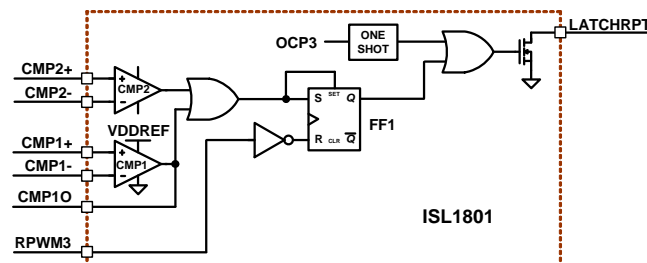 LATCHRPT
ONE
SHOT
OCP3
CMP2+
+
CMP2
CMP2-
-
S SET Q
VDDREF
FF1
CMP1+
+
R CLR Q
CMP1
CMP1-
-
CMP1O
ISL1801
RPWM3